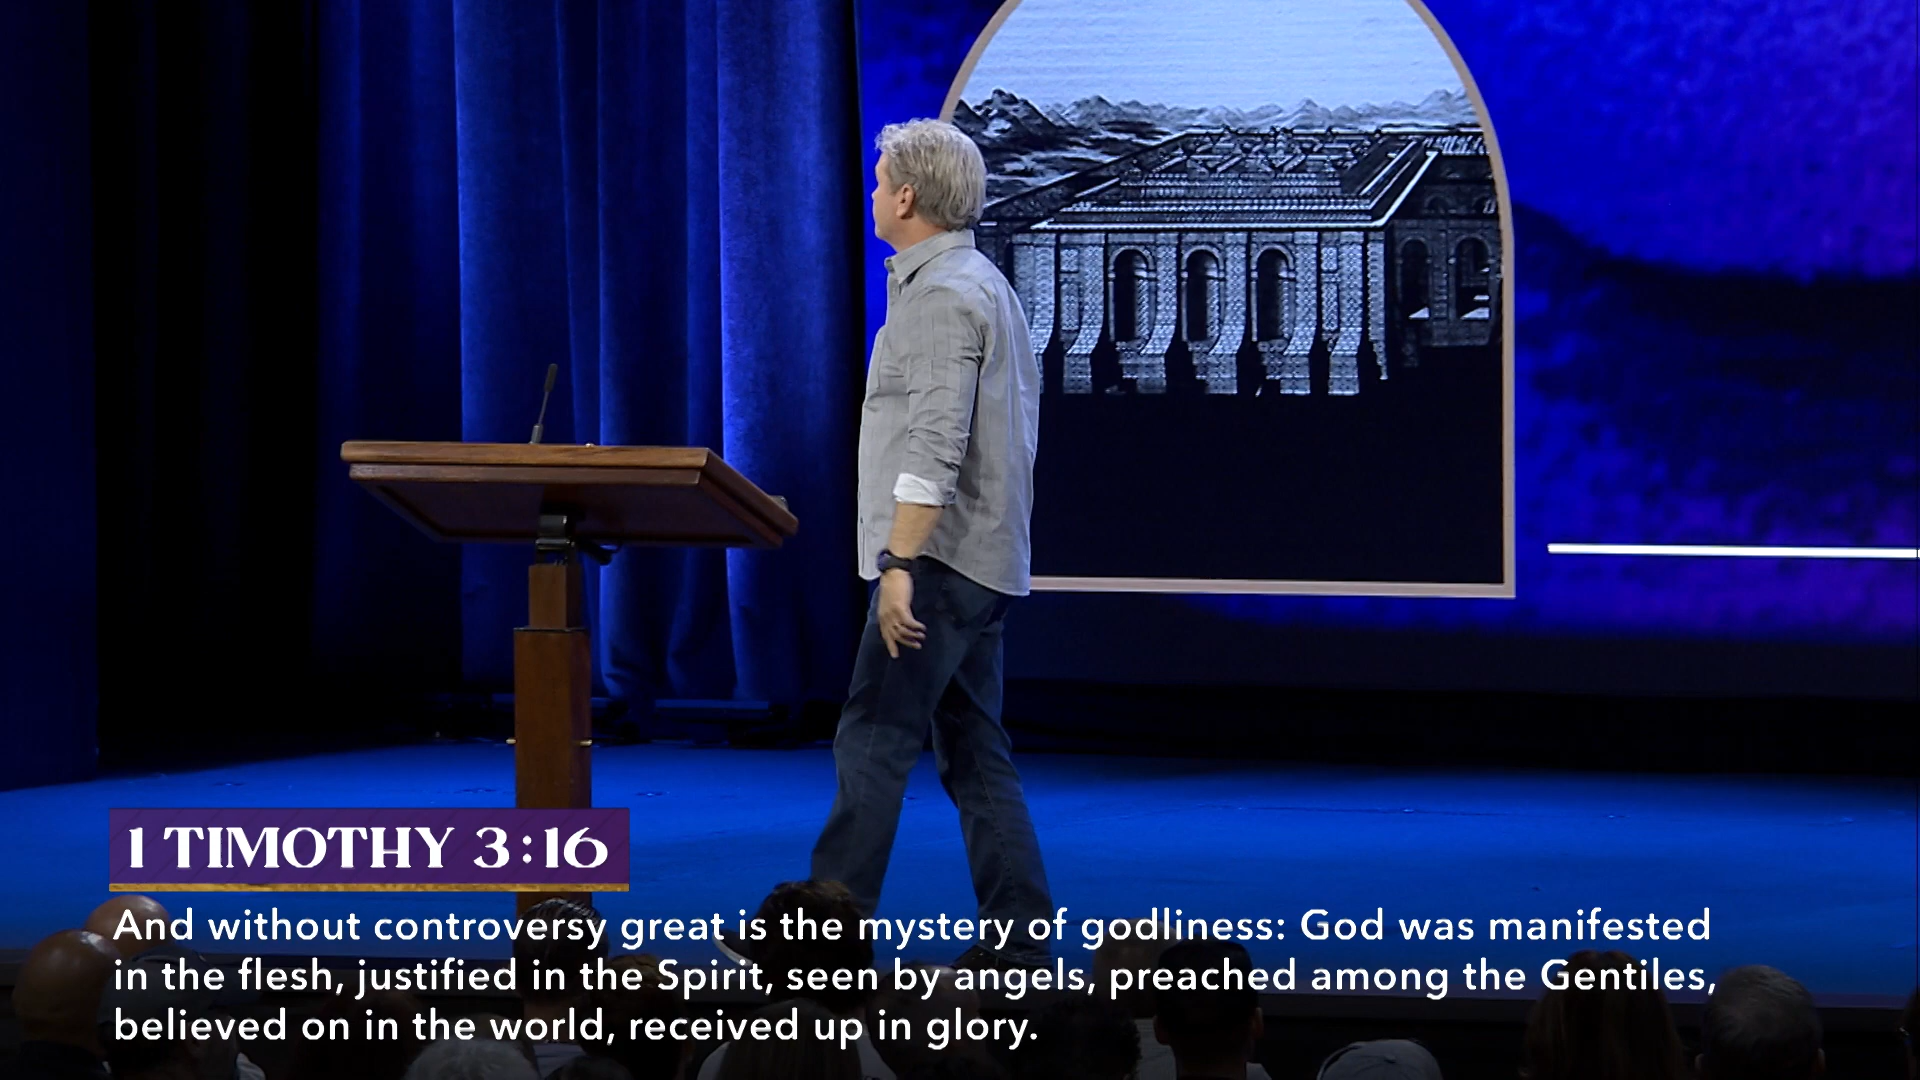 1 TIMOTHY 3:16
And without controversy great is the mystery of godliness: God was manifested
in the flesh, justified in the Spirit, seen by angels, preached among the Gentiles,
believed on in the world, received up in glory.